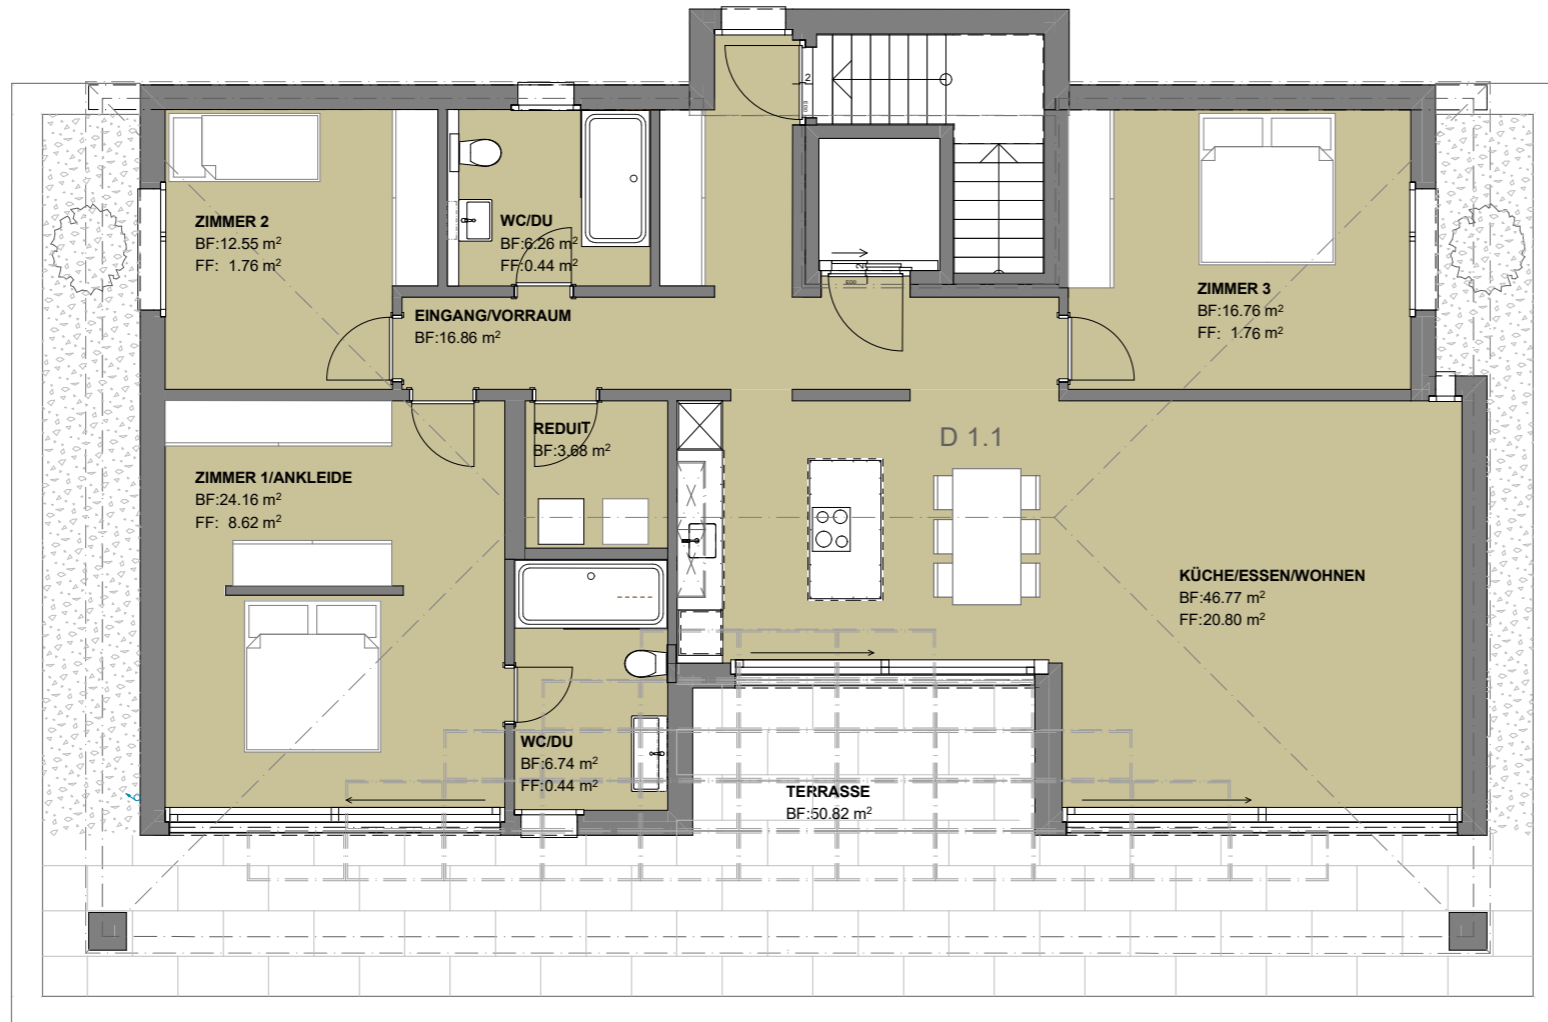 ZIMMER 2
BF:12.55 m²
FF: 1.76 m²
WC/DU
BF:6.26 m²
FF:0.44 m²
EINGANG/VORRAUM
BF:16.86 m²
ZIMMER 3
BF:16.76 m²
FF: 1.76 m²
2
2
D 1.1
REDUIT
BF:3.68 m²
ZIMMER 1/ANKLEIDE
BF:24.16 m²
FF: 8.62 m²
KÜCHE/ESSEN/WOHNEN
BF:46.77 m²
FF:20.80 m²
WC/DU
BF:6.74 m²
FF:0.44 m²
TERRASSE
BF:50.82 m²